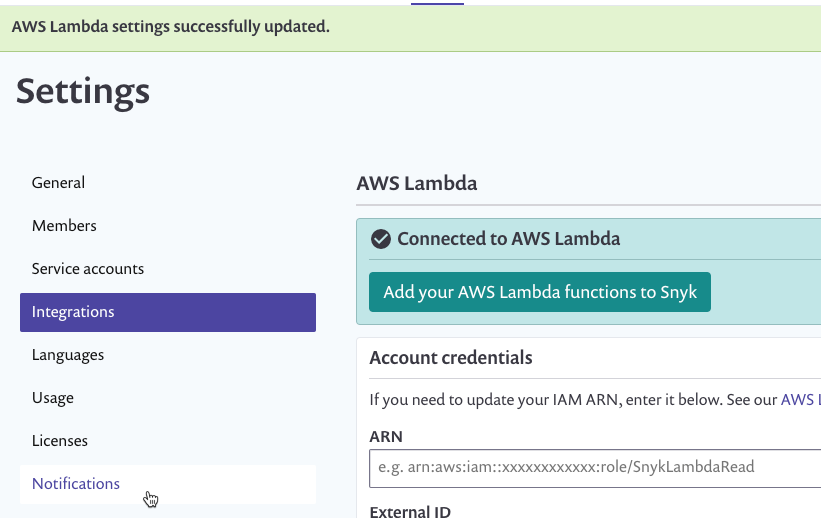 AWS Lambda settings successfully updated.
Settings
General
Members
Service accounts
Integrations
Languages
Usage
Licenses
Notifications
AWS Lambda
Connected to AWS Lambda
Add your AWS Lambda functions to Snyk
Account credentials
If you need to update your IAM ARN, enter it below. See our AWS L
ARN
e.g. arn:aws:iam::xxxxxxxxxxxx:role/SnykLambdaRead
External ID